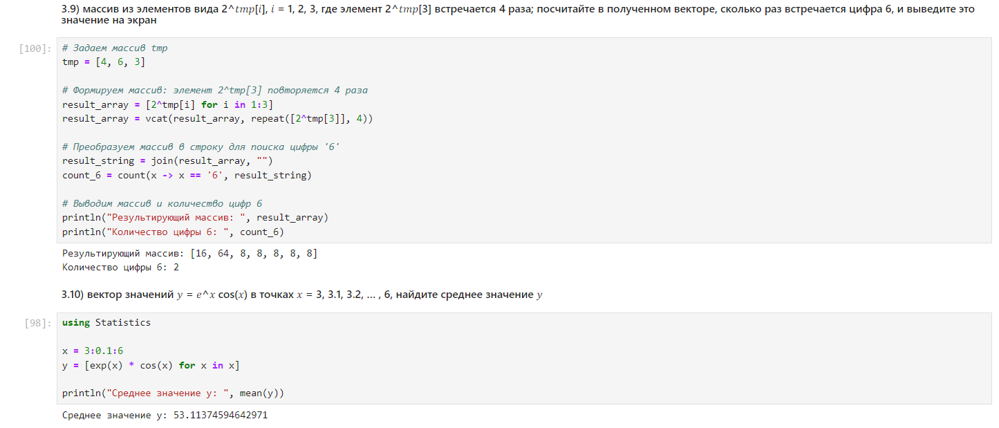 3.9) массив из элементов вида 2^tmp[i], i = 1, 2, 3, где элемент 2^tmp[3] встречается 4 раза; посчитайте в полученном векторе, сколько раз встречается цифра 6, и выведите это
значение на экран
[100]:
# Задаем массив tmp
tmp = [4, 6, 3]
# Формируем массив: элемент 2^tmp[3] повторяется 4 раза
result_array = [2^tmp[i] for i in 1:3]
result_array = vcat(result_array, repeat([2^tmp[3]], 4))
# Преобразуем массив в строку для поиска цифры '6'
result_string = join(result_array, "")
count_6 = count(x -> x == '6', result_string)
# Выводим массив и количество цифр 6
println("Результирующий массив: ", result_array)
println("Количество цифры 6: ", count_6)
Результирующий массив: [16, 64, 8, 8, 8, 8, 8]
Количество цифры 6: 2
3.10) вектор значений y = e^x cos(x) в точках x = 3, 3.1, 3.2, ... , 6, найдите среднее значение y
[98]:
using Statistics
x = 3:0.1:6
y = [exp(x) * cos(x) for x in x]
println("Среднее значение y: ", mean(y))
Среднее значение y: 53.11374594642971